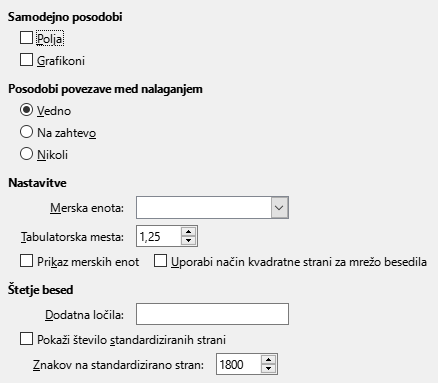 Samodejno posodobi
Polja
Grafikoni
Posodobi povezave med nalaganjem
Vedno
Na zahtevo
Nikoli
Nastavitve
Merska enota:
Tabulatorska mesta: 1,25
Prikaz merskih enot Uporabi način kvadratne strani za mrežo besedila
Štetje besed
Dodatna ločila:
Pokaži število standardiziranih strani
Znakov na standardizirano stran: 1800